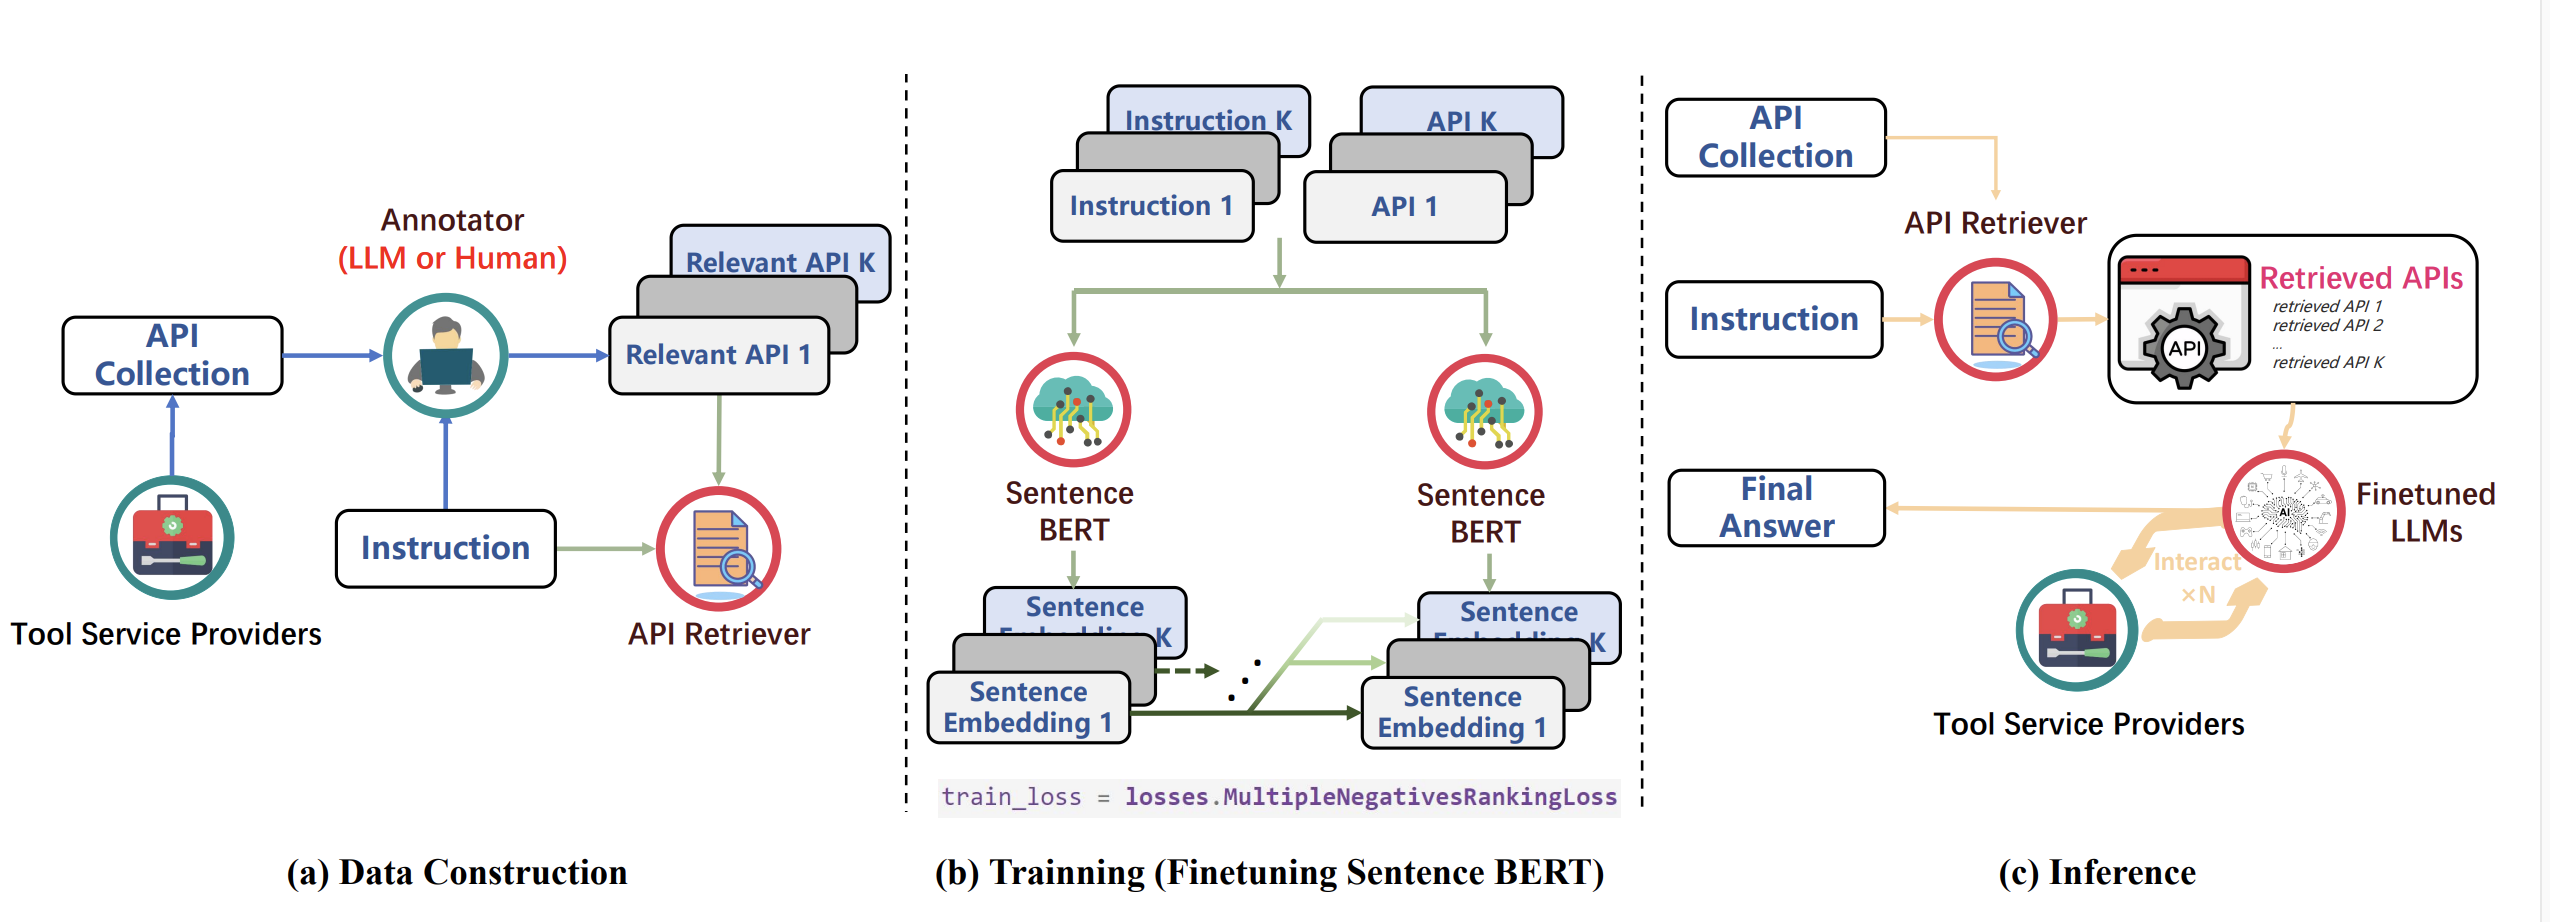 Annotator
(LLM or Human)
API
Collection
Relevant API K
Relevant API 1
Instruction
Tool Service Providers
API Retriever
(a) Data Construction
Instruction K
Instruction 1
API K
API 1
Sentence
BERT
Sentence
BERT
Sentence
Embedding K
Sentence
Embedding 1
Sentence
Embedding K
Sentence
Embedding 1
train_loss = losses.MultipleNegativesRankingLoss
(b) Trainning (Finetuning Sentence BERT)
API
Collection
API Retriever
Instruction
API
Retrieved APIs
retrieved API 1
retrieved API 2
...
retrieved API K
Final
Answer
AI
Finetuned
LLMs
Interact
×N
Tool Service Providers
(c) Inference